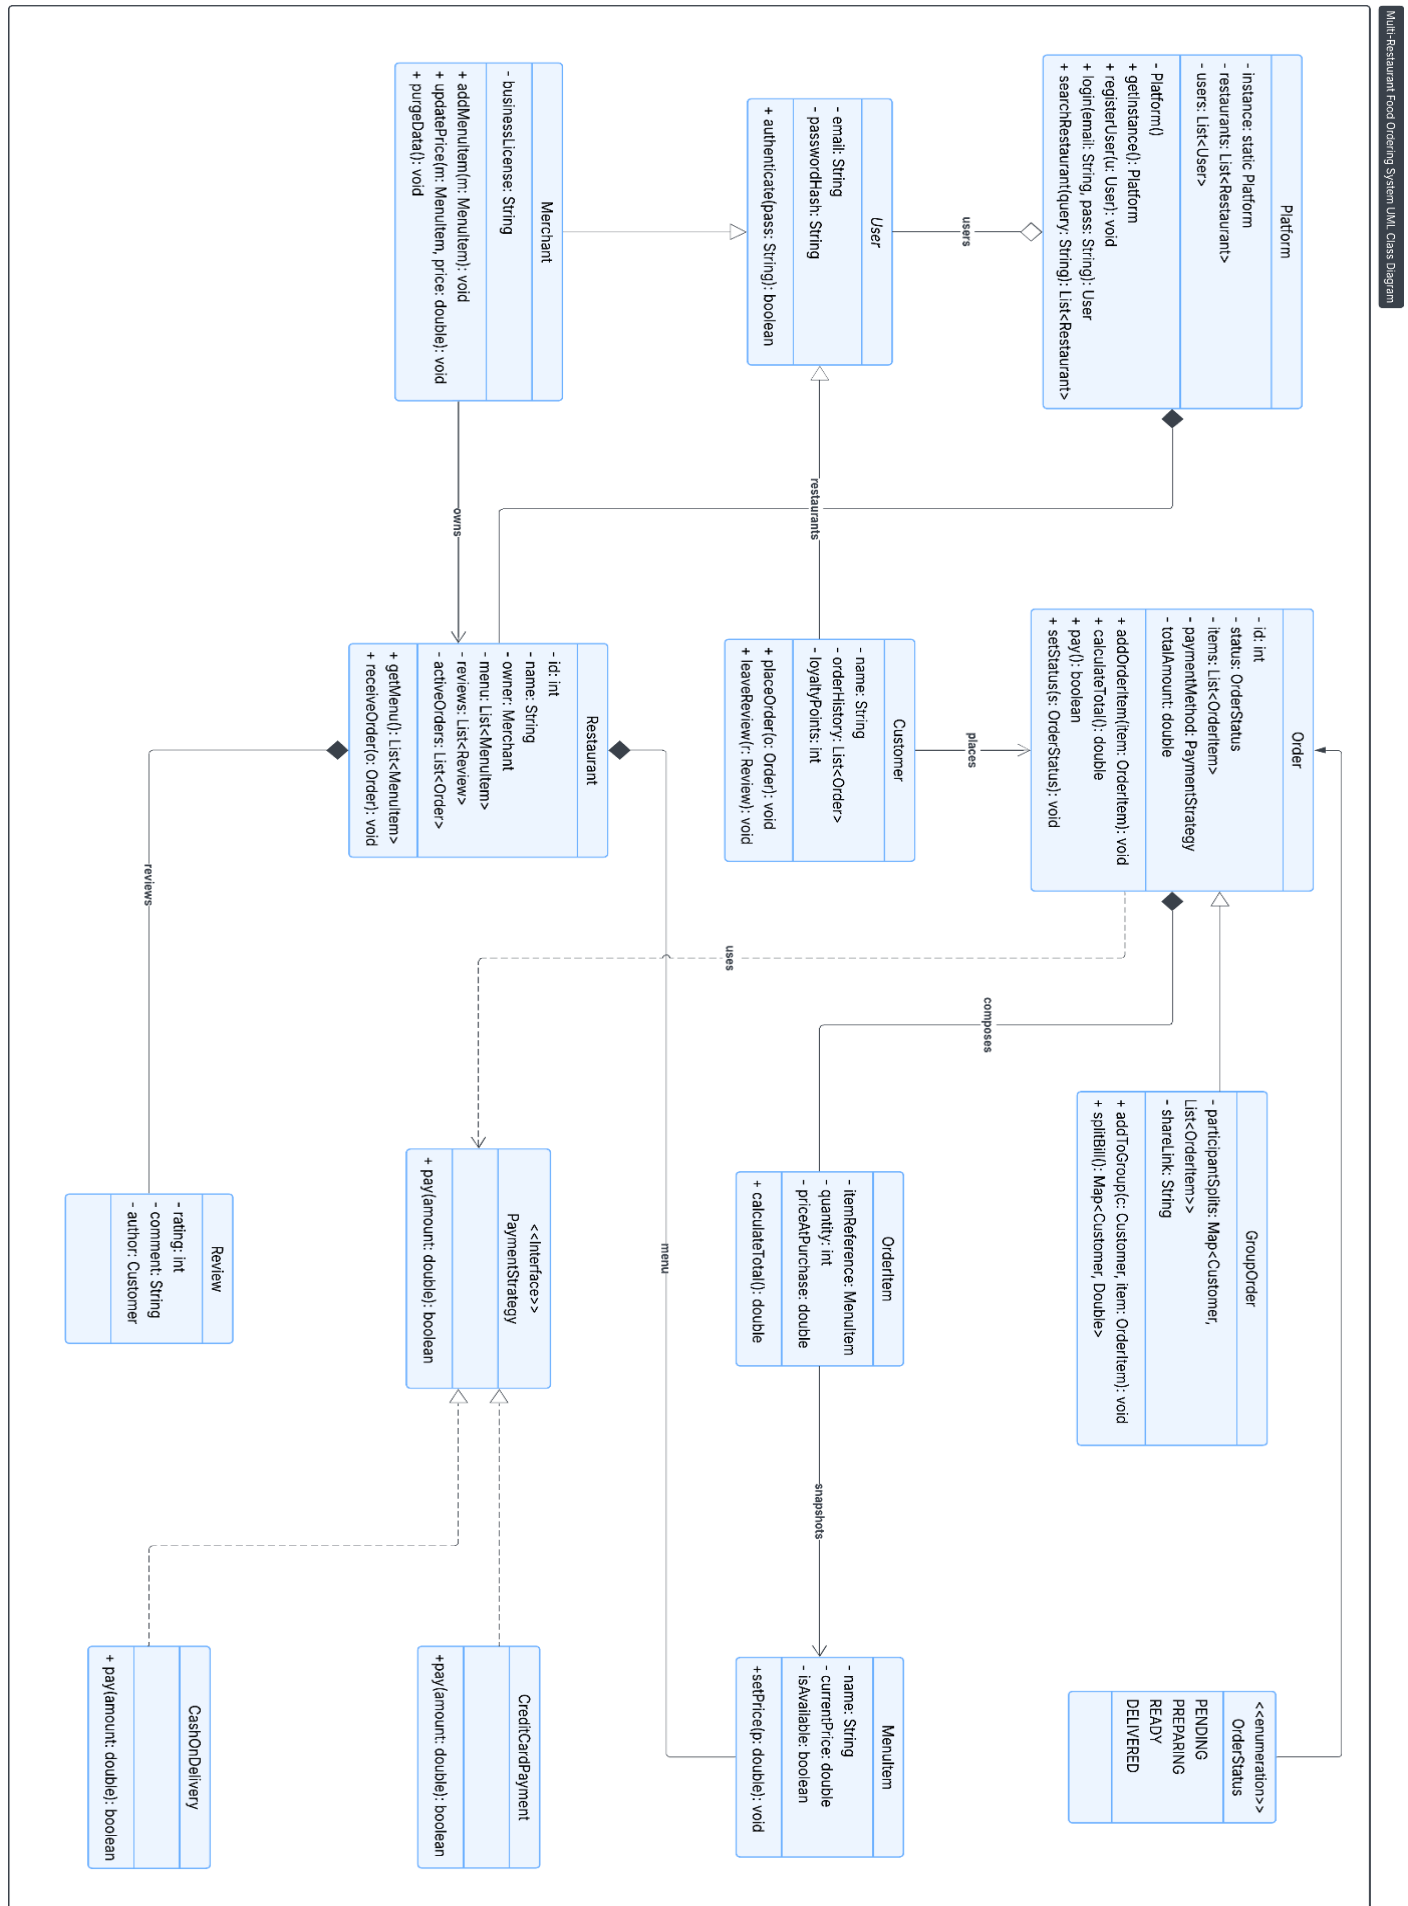 Multi-Restaurant Food Ordering System UML Class Diagram
Platform
- instance: static Platform
- restaurants: List<Restaurant>
- users: List<User>
- Platform()
+ getInstance(): Platform
+ registerUser(u: User): void
+ login(email: String, pass: String): User
+ searchRestaurant(query: String): List<Restaurant>
Order
- id: int
- status: OrderStatus
- items: List<OrderItem>
- paymentMethod: PaymentStrategy
- totalAmount: double
+ addOrderItem(item: OrderItem): void
+ calculateTotal(): double
+ pay(): boolean
+ setStatus(s: OrderStatus): void
GroupOrder
- participantSplits: Map<Customer,
List<OrderItem>>
- shareLink: String
+ addToGroup(c: Customer, item: OrderItem): void
+ splitBill(): Map<Customer, Double>
<<enumeration>>
OrderStatus
PENDING
PREPARING
READY
DELIVERED
users
places
composes
User
- email: String
- passwordHash: String
+ authenticate(pass: String): boolean
restaurants
Customer
- name: String
- orderHistory: List<Order>
- loyaltyPoints: int
+ placeOrder(o: Order): void
+ leaveReview(r: Review): void
uses
OrderItem
- itemReference: MenuItem
- quantity: int
- priceAtPurchase: double
+ calculateTotal(): double
snapshots
MenuItem
- name: String
- currentPrice: double
- isAvailable: boolean
+setPrice(p: double): void
menu
Merchant
- businessLicense: String
+ addMenuItem(m: MenuItem): void
+ updatePrice(m: MenuItem, price: double): void
+ purgeData(): void
owns
Restaurant
- id: int
- name: String
- owner: Merchant
- menu: List<MenuItem>
- reviews: List<Review>
- activeOrders: List<Order>
+ getMenu(): List<MenuItem>
+ receiveOrder(o: Order): void
<<Interface>>
PaymentStrategy
+ pay(amount: double): boolean
CreditCardPayment
+pay(amount: double): boolean
reviews
Review
- rating: int
- comment: String
- author: Customer
CashOnDelivery
+ pay(amount: double): boolean